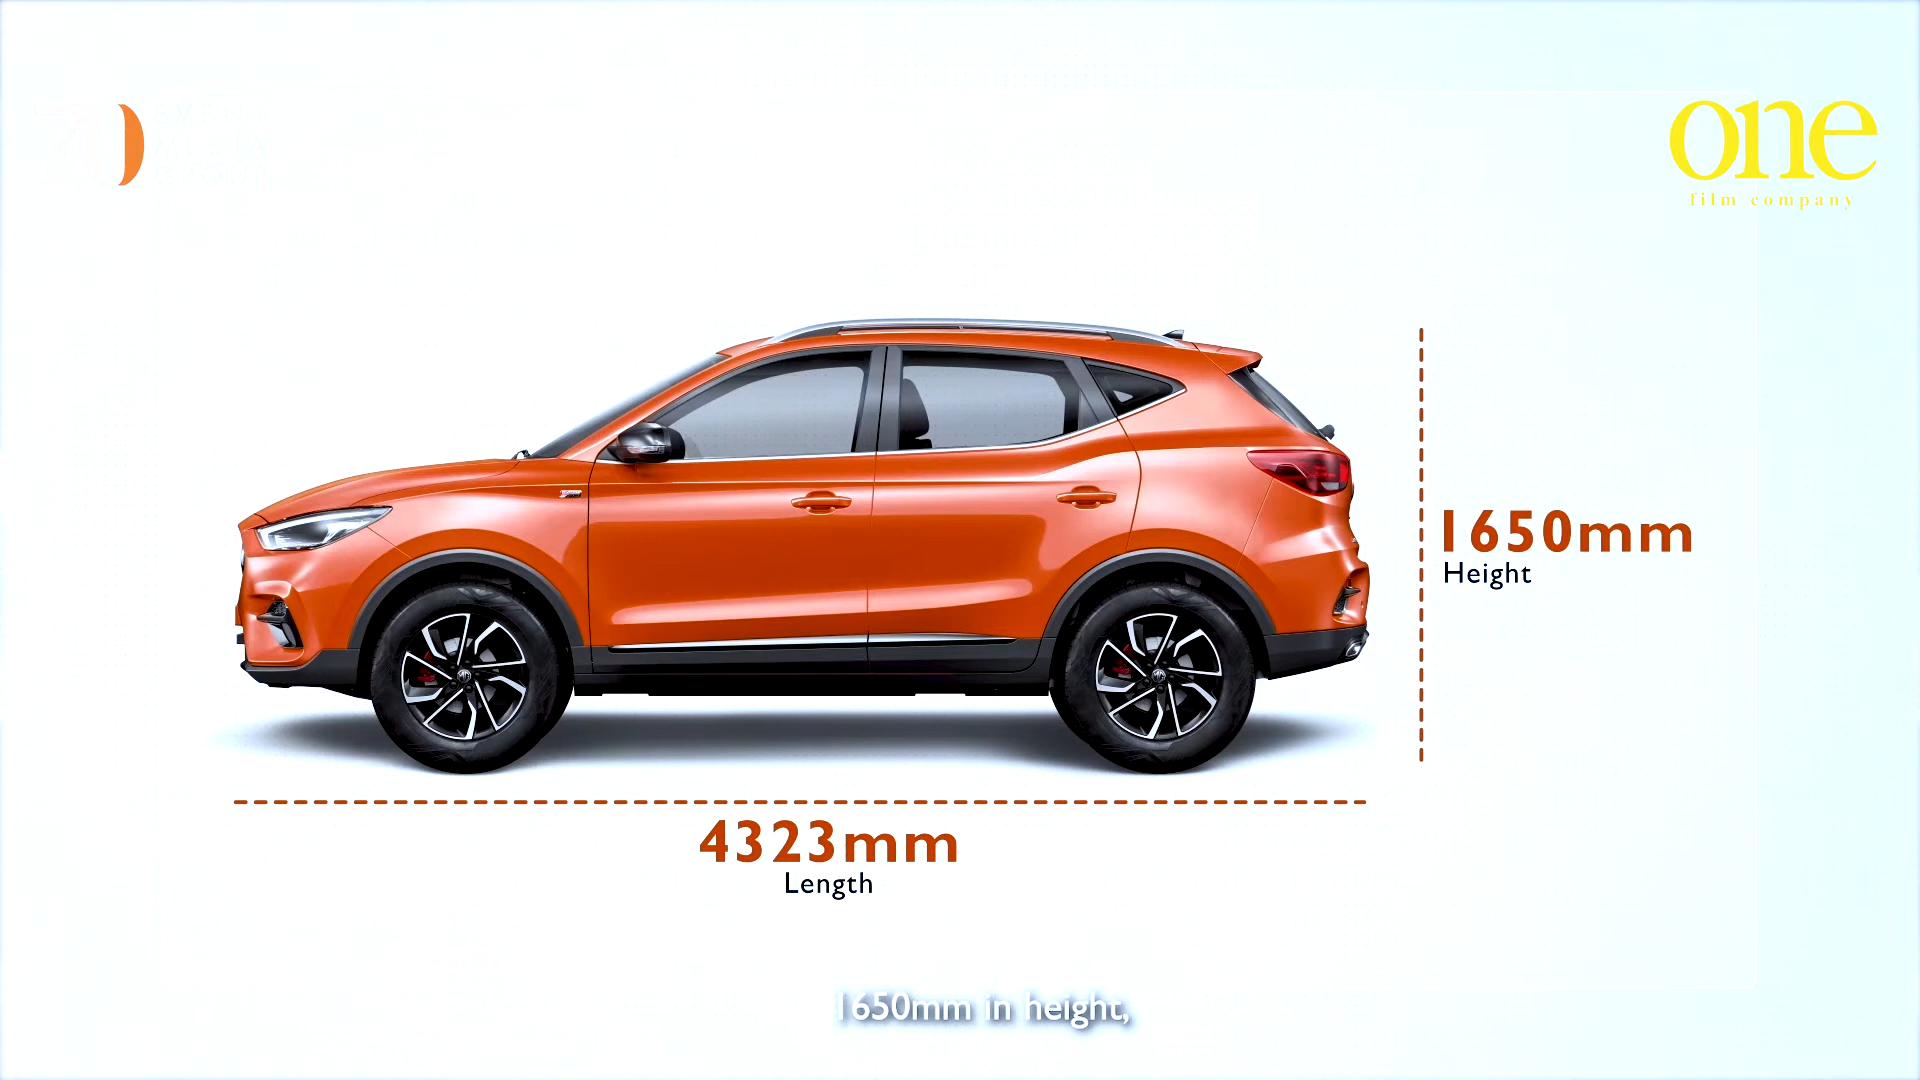 one
film company
1650mm
Height
4323mm
Length
1650mm in height,